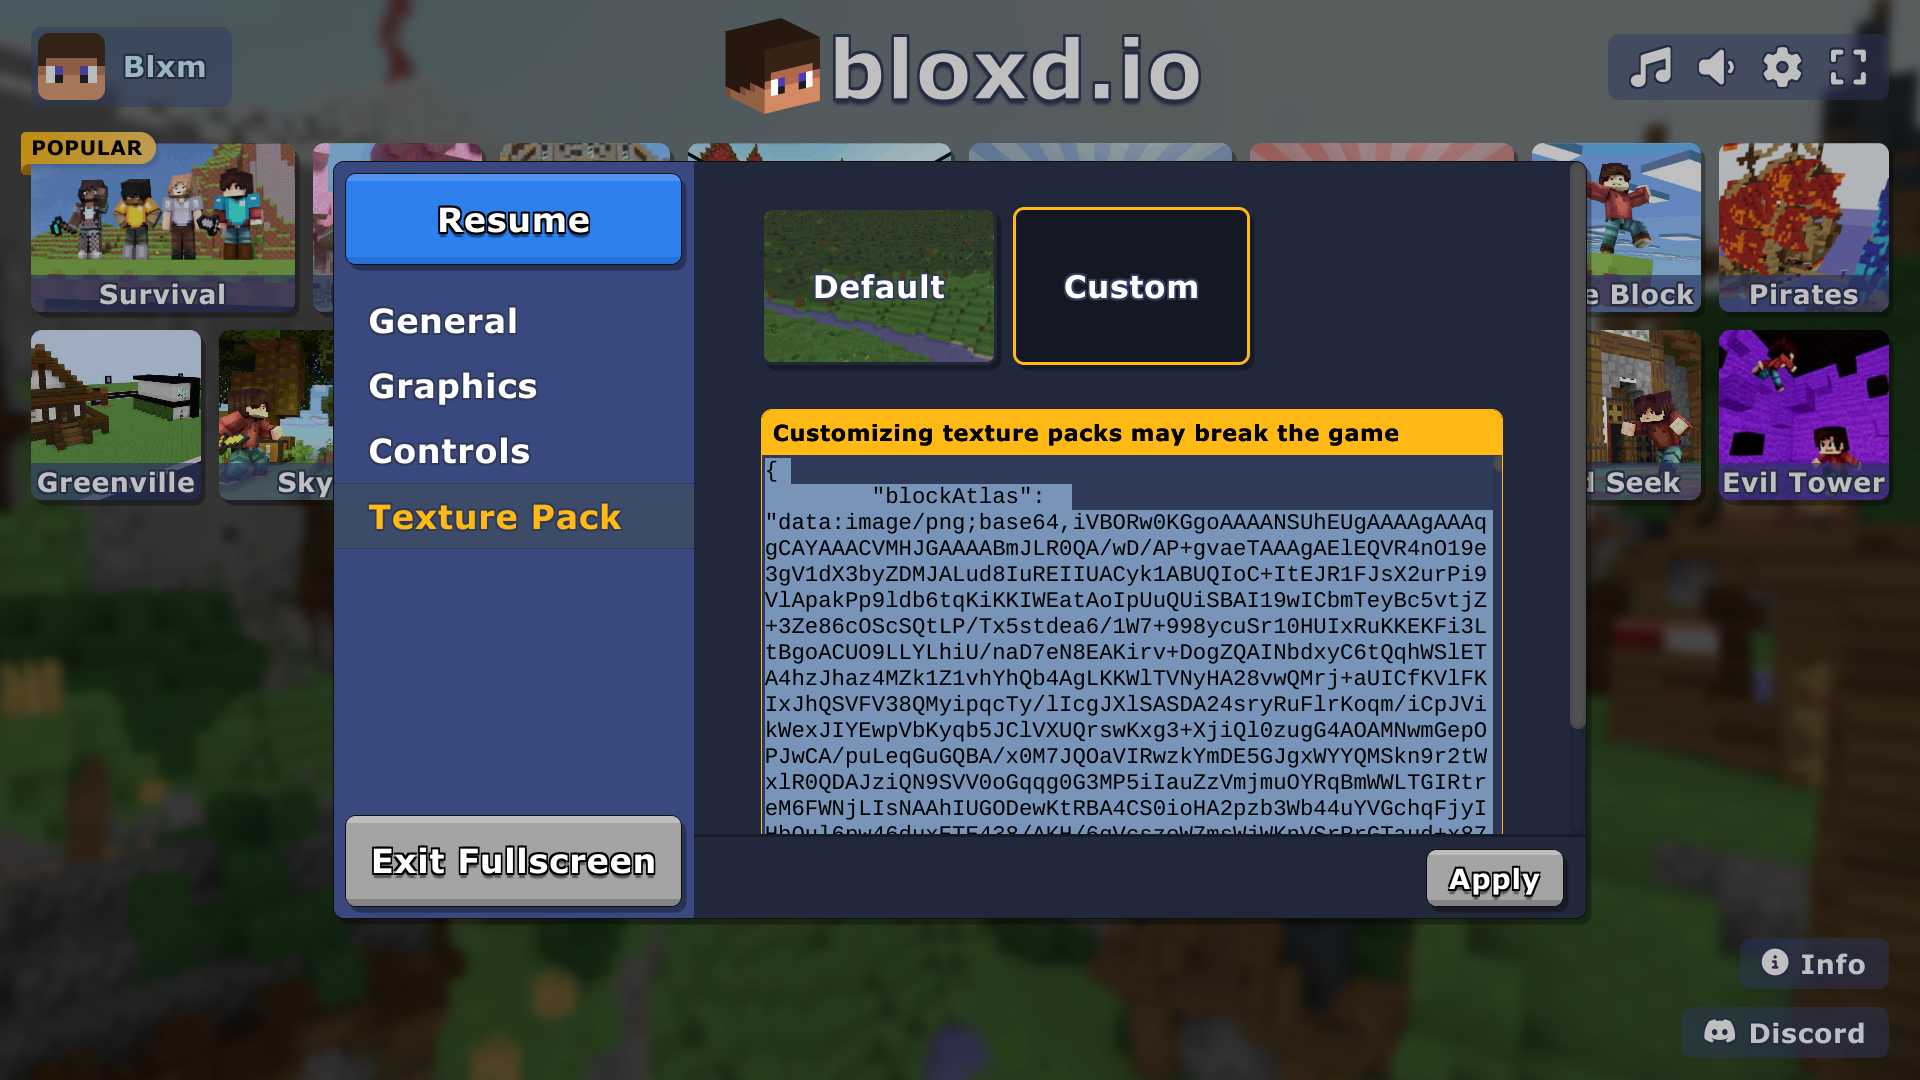 Blxm
bloxd.io
POPULAR
Survival
e Block
Pirates
Greenville
Sky
d Seek
Evil Tower
Resume
General
Graphics
Controls
Texture Pack
Exit Fullscreen
Default
Custom
Customizing texture packs may break the game
{
"blockAtlas":
"data:image/png;base64,iVBORw0KGgoAAAANSUhEUgAAAAgAAAq
gCAYAAACVMHJGAAAABmJLR0QA/wD/AP+gvaeTAAAgAElEQVR4nO19e
3gV1dX3byZDMJALud8IuREIIUACyk1ABUQIoC+ItEJR1FJsX2urPi9
VlApakPp9ldb6tqKiKKIWEatAoIpUuQUiSBAI19wICbmTeyBc5vtjZ
+3Ze86cOScSQtLP/Tx5stdea6/1W7+998ycuSr10HUIxRuKKEKFi3L
tBgoACUO9LLYLhiU/naD7eN8EAKirv+DogZQAINbdxyC6tQqhWSlET
A4hzJhaz4MZk1Z1vhYhQb4AgLKKWlTVNyHA28vwQMrj+aUICfKVlFK
IxJhQSVFV38QMyipqcTy/lIcgJXlSASDA24sryRuFlrKoqm/iCpJVi
kWexJIYEwpVbKyqb5JClVXUQrswKxg3+XjiQl0zugG4AOAMNwmGepO
PJwCA/puLeqGuGQBA/x0M7JQOaVIRwzkYmDE5GJgxWYYQMSkn9r2tW
xlR0QDAJziQN9SVV0oGqqg0G3MP5iIauZzVmjmuOYRqBmWWLTGIRtr
eM6FWNjLIsNAAhIUGODewKtRBA4CS0ioHA2pzb3Wb44uYVGchqFjyI
Apply
Info
Discord